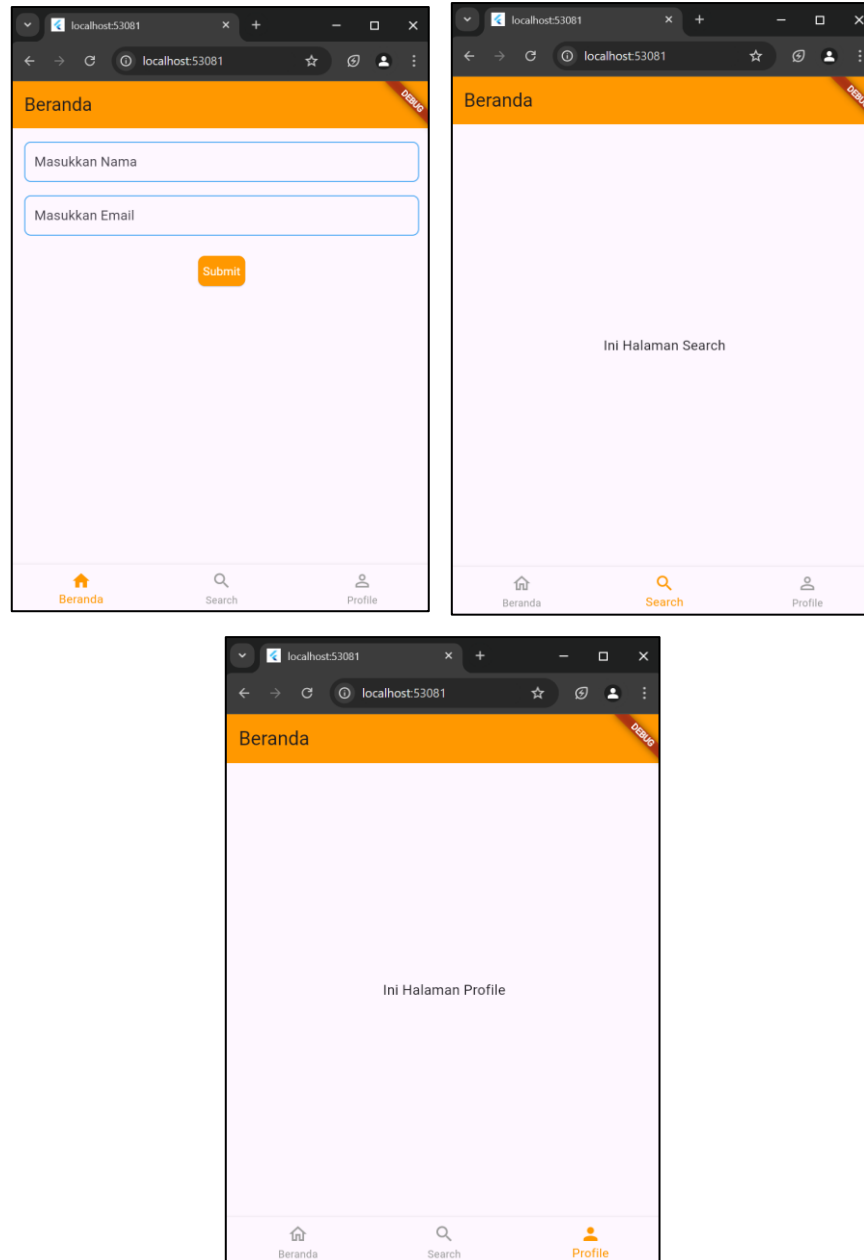 localhost:53081
localhost:53081
Beranda
DEBUG
Masukkan Nama
Masukkan Email
Submit
Beranda
Search
Profile
localhost:53081
localhost:53081
Beranda
DEBUG
Ini Halaman Search
Beranda
Search
Profile
localhost:53081
localhost:53081
Beranda
DEBUG
Ini Halaman Profile
Beranda
Search
Profile